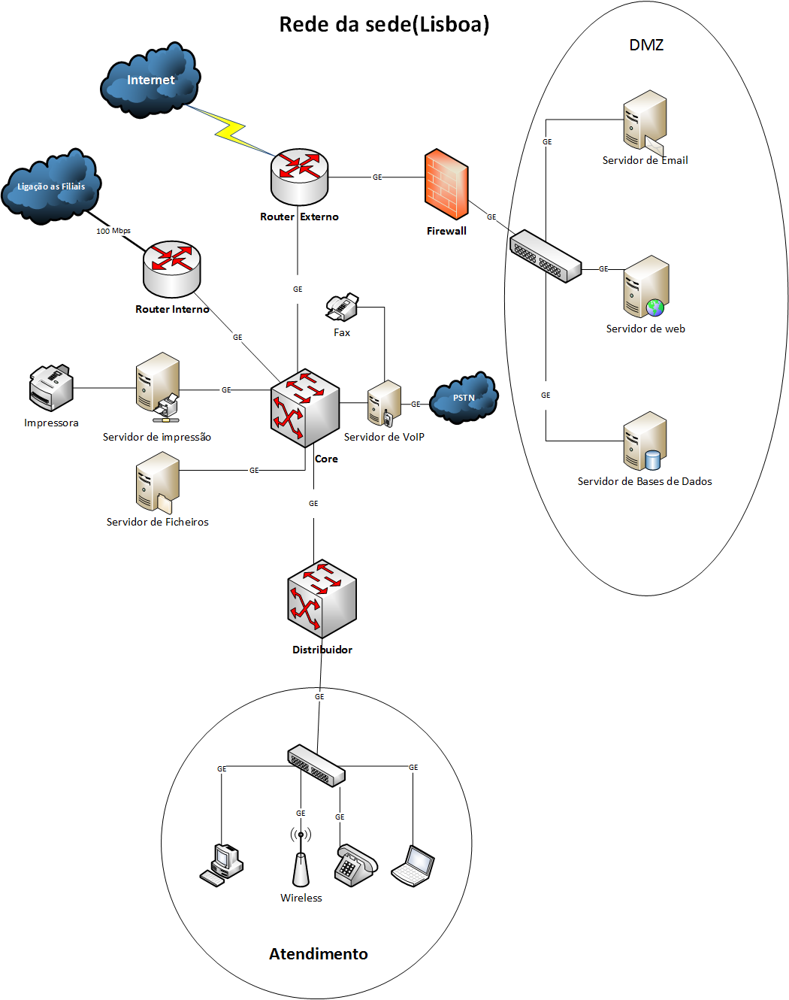 Rede da sede(Lisboa)
DMZ
Internet
Servidor de Email
GE
Ligação as Filiais
GE
Router Externo
Firewall
GE
100 Mbps
Router Interno
GE
GE
Servidor de web
GE
Fax
GE
Impressora
Servidor de impressão
GE
Core
Servidor de VoIP
GE
PSTN
GE
Servidor de Bases de Dados
GE
Servidor de Ficheiros
GE
Distribuidor
GE
GE
GE
GE
GE
Wireless
Atendimento